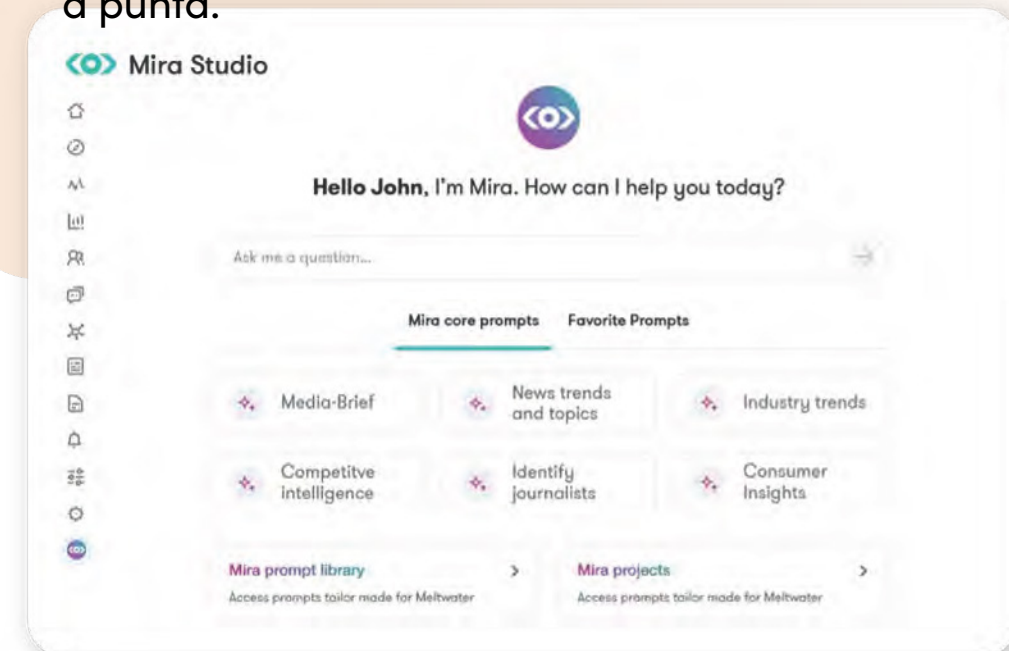 a punta.
Mira Studio
Hello John, I'm Mira. How can I help you today?
Ask me a question...
Mira core prompts
Favorite Prompts
Media-Brief
News trends
and topics
Industry trends
Competitve
intelligence
Identify
journalists
Consumer
Insights
Mira prompt library
Access prompts tailor made for Meltwater
Mira projects
Access prompts tailor made for Meltwater